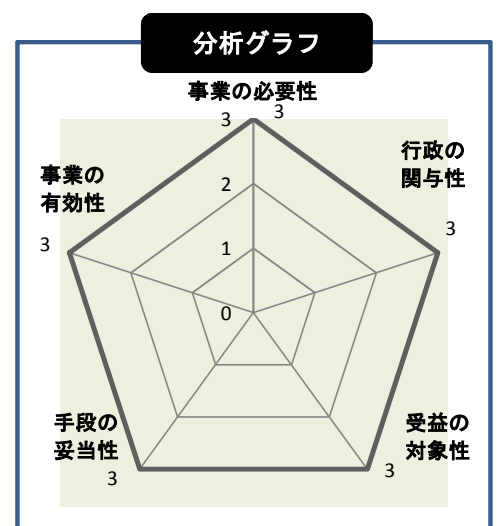 分析グラフ
事業の必要性
3
3
行政の
関与性
3
事業の
有効性
3
2
1
0
手段の
妥当性
3
受益の
対象性
3